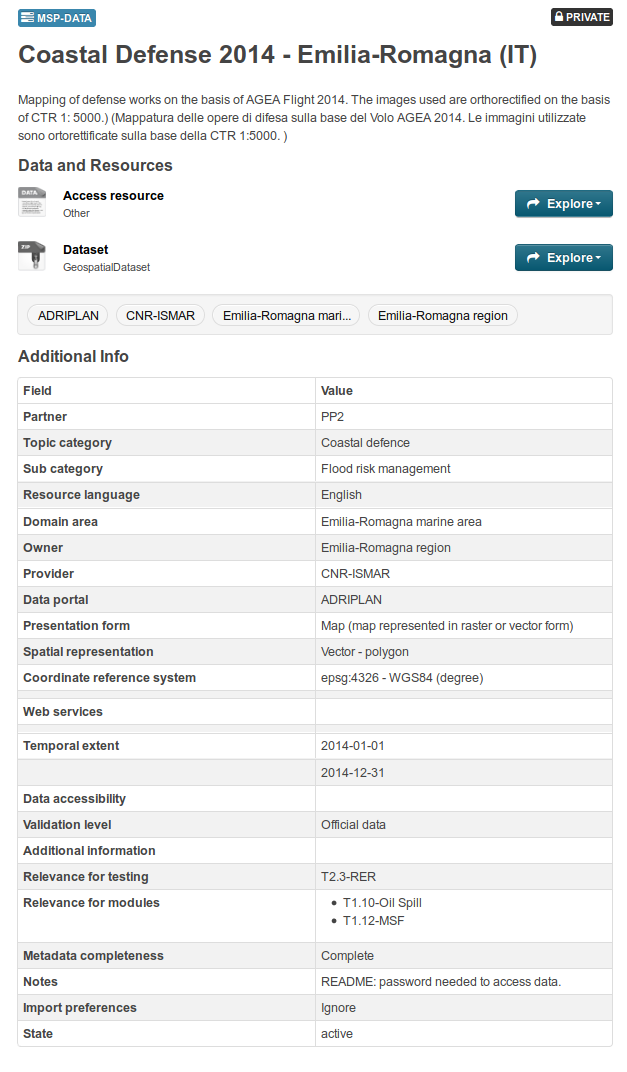 MSP-DATA
PRIVATE
Coastal Defense 2014 - Emilia-Romagna (IT)
Mapping of defense works on the basis of AGEA Flight 2014. The images used are orthorectified on the basis
of CTR 1: 5000.) (Mappatura delle opere di difesa sulla base del Volo AGEA 2014. Le immagini utilizzate
sono ortorettificate sulla base della CTR 1:5000. )
Data and Resources
DATA
Access resource
Other
Explore
ZIP
Dataset
GeospatialDataset
Explore
ADRIPLAN CNR-ISMAR Emilia-Romagna mari... Emilia-Romagna region
Additional Info
Field Value
Partner PP2
Topic category Coastal defence
Sub category Flood risk management
Resource language English
Domain area Emilia-Romagna marine area
Owner Emilia-Romagna region
Provider CNR-ISMAR
Data portal ADRIPLAN
Presentation form Map (map represented in raster or vector form)
Spatial representation Vector - polygon
Coordinate reference system epsg:4326 - WGS84 (degree)
Web services
Temporal extent 2014-01-01
2014-12-31
Data accessibility
Validation level Official data
Additional information
Relevance for testing T2.3-RER
Relevance for modules • T1.10-Oil Spill
• T1.12-MSF
Metadata completeness Complete
Notes README: password needed to access data.
Import preferences Ignore
State active